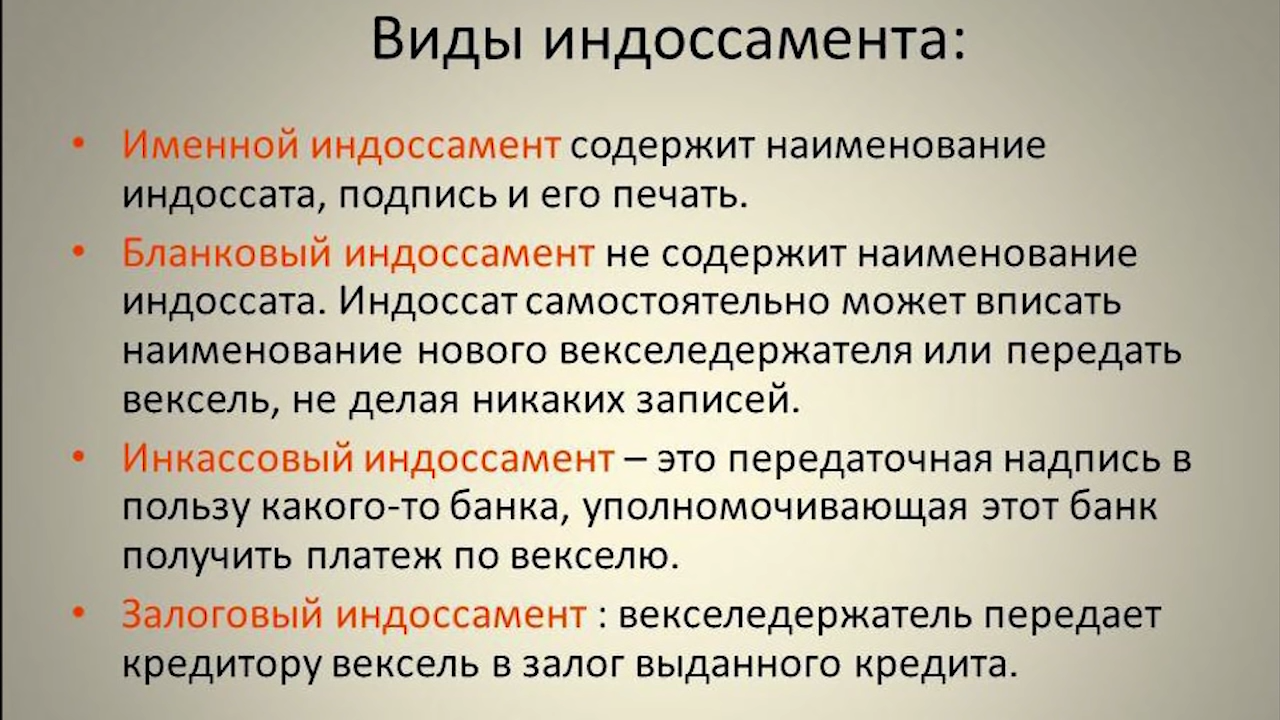 Виды индоссамента:
• Именной индоссамент содержит наименование
индоссата, подпись и его печать.
• Бланковый индоссамент не содержит наименование
индоссата. Индоссат самостоятельно может вписать
наименование нового векселедержателя или передать
вексель, не делая никаких записей.
• Инкассовый индоссамент – это передаточная надпись в
пользу какого-то банка, уполномочивающая этот банк
получить платеж по векселю.
• Залоговый индоссамент : векселедержатель передает
кредитору вексель в залог выданного кредита.